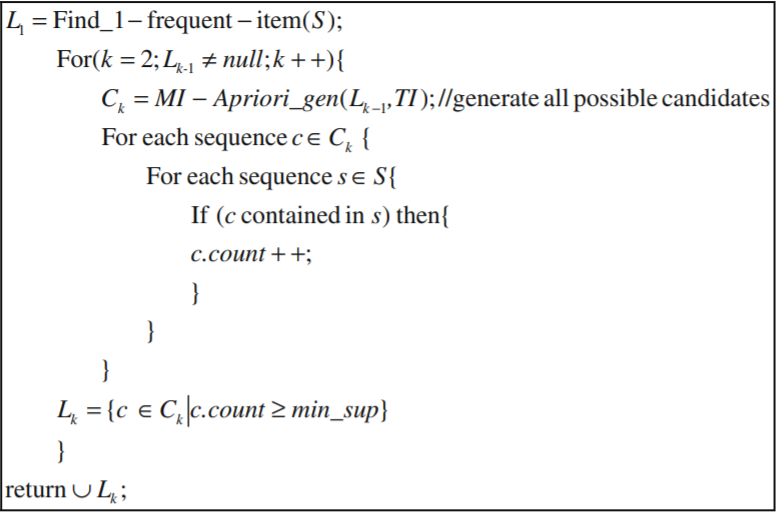 L₁ = Find_1 – frequent – item(S);
For(k = 2; Lₖ₋₁ ≠ null; k + +){
Cₖ = MI – Apriori_gen(Lₖ₋₁, TI); //generate all possible candidates
For each sequence c ∈ Cₖ {
For each sequence s ∈ S{
If (c contained in s) then{
c.count + +;
}
}
}
Lₖ = {c ∈ Cₖ|c.count ≥ min_sup}
}
return ∪ Lₖ;